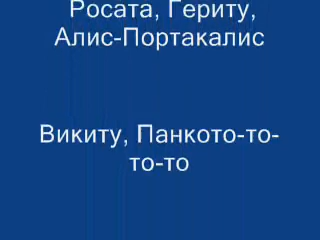 Росата, Гериту,
Алис-Портакалис
Викиту, Панкото-то-
то-то